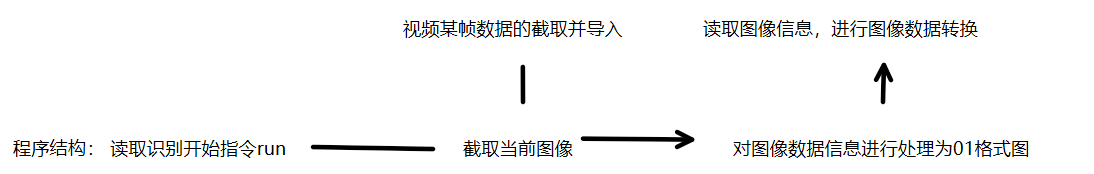 视频某帧数据的截取并导入
读取图像信息，进行图像数据转换
程序结构： 读取识别开始指令run
截取当前图像
对图像数据信息进行处理为01格式图